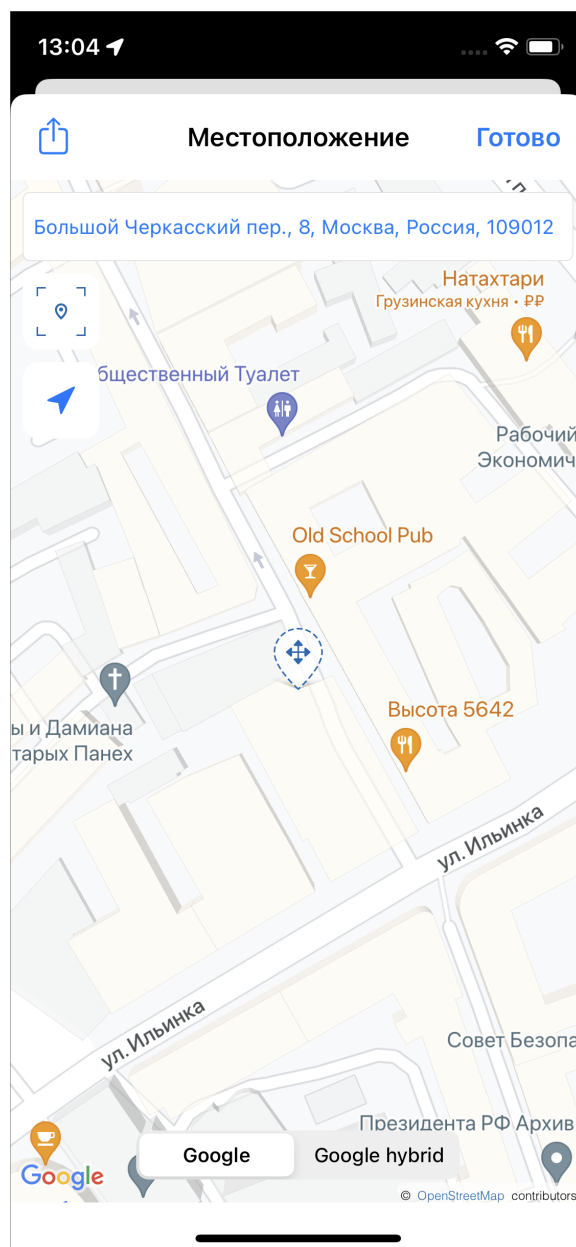 13:04
Местоположение
Готово
Большой Черкасский пер., 8, Москва, Россия, 109012
Натахтари
Грузинская кухня • ₽₽
бщественный Туалет
Рабочий
Экономич
Old School Pub
Высота 5642
ы и Дамиана
тарых Панех
ул. Ильинка
ул. Ильинка
Совет Безопа
Президента РФ Архив
Google
Google hybrid
Google
© OpenStreetMap contributors